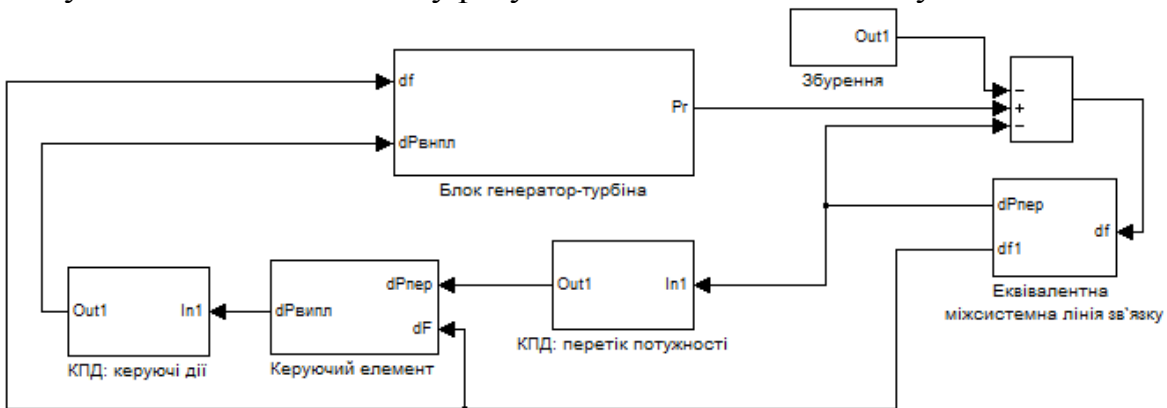 Out1
Збурення
df
dPвнпл
Pr
Блок генератор-турбіна
−
+
−
dPпер
df1
df
Еквівалентна
міжсистемна лінія зв'язку
Out1
In1
КПД: керуючі дії
dPвипл
dPпер
dF
Керуючий елемент
Out1
In1
КПД: перетік потужності